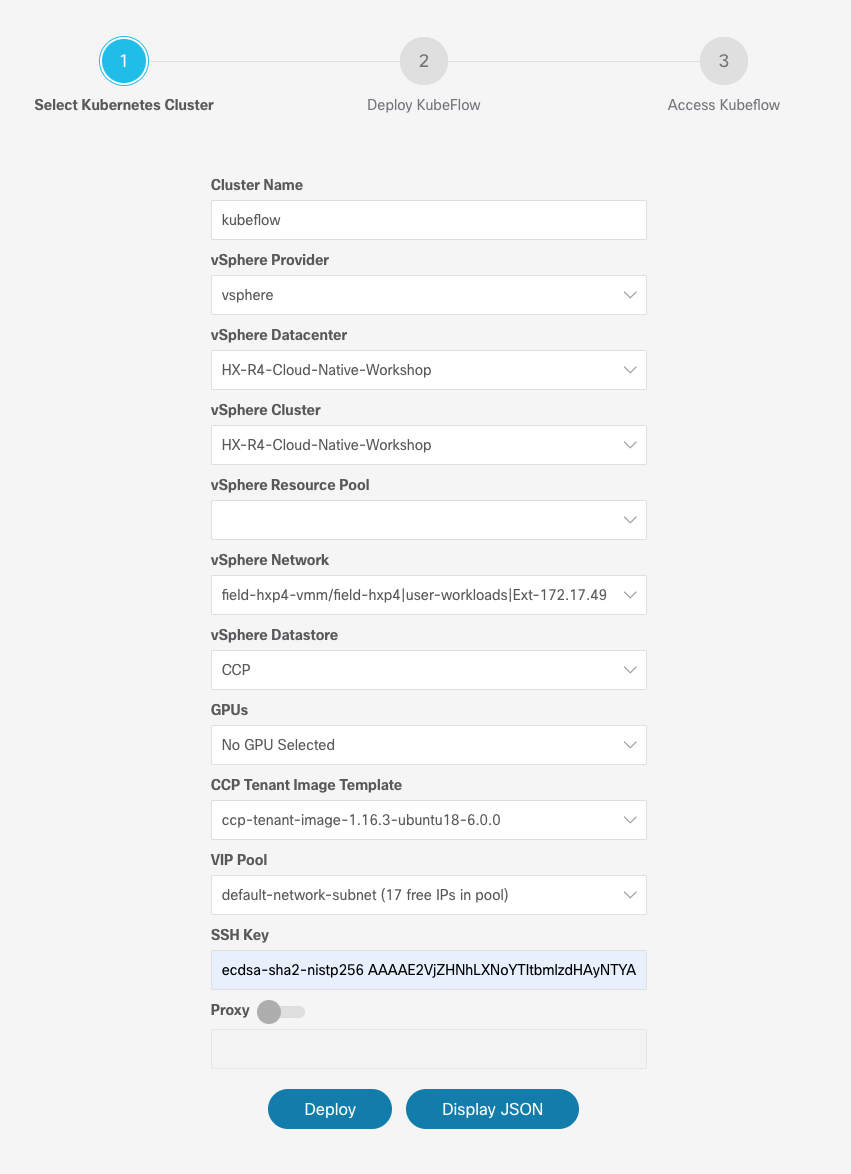 1
2
3
Select Kubernetes Cluster
Deploy KubeFlow
Access Kubeflow
Cluster Name
kubeflow
vSphere Provider
vsphere
vSphere Datacenter
HX-R4-Cloud-Native-Workshop
vSphere Cluster
HX-R4-Cloud-Native-Workshop
vSphere Resource Pool
vSphere Network
field-hxp4-vmm/field-hxp4|user-workloads|Ext-172.17.49
vSphere Datastore
CCP
GPUs
No GPU Selected
CCP Tenant Image Template
ccp-tenant-image-1.16.3-ubuntu18-6.0.0
VIP Pool
default-network-subnet (17 free IPs in pool)
SSH Key
ecdsa-sha2-nistp256 AAAAE2VjZHNhLXNoYTItbmlzdHAyNTYA
Proxy
Deploy
Display JSON